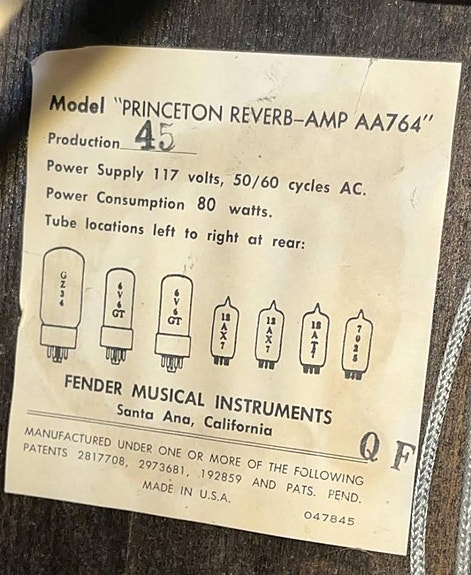 Model "PRINCETON REVERB-AMP AA764"
Production 45
Power Supply 117 volts, 50/60 cycles AC.
Power Consumption 80 watts.
Tube locations left to right at rear:
GZ34 6V6GT 6V6GT 12AX7 12AX7 12AT7 7025
FENDER MUSICAL INSTRUMENTS
Santa Ana, California
Q F
MANUFACTURED UNDER ONE OR MORE OF THE FOLLOWING
PATENTS 2817708, 2973681, 192859 AND PATS. PEND.
MADE IN U.S.A.
047845